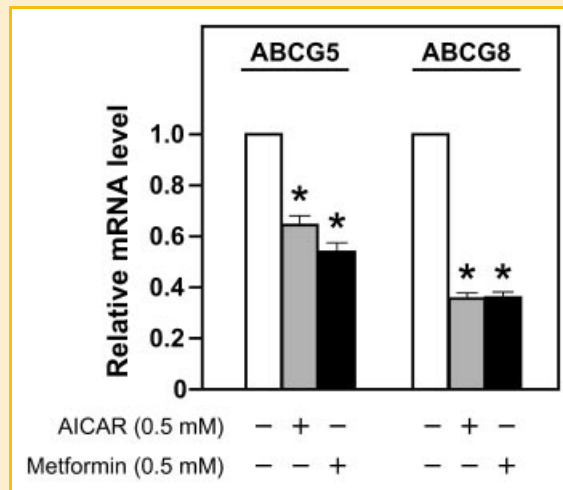 ABCG5 ABCG8
Relative mRNA level
1.0
0.8
0.6
0.4
0.2
0
* * * *
AICAR (0.5 mM) − + − − + −
Metformin (0.5 mM) − − + − − +